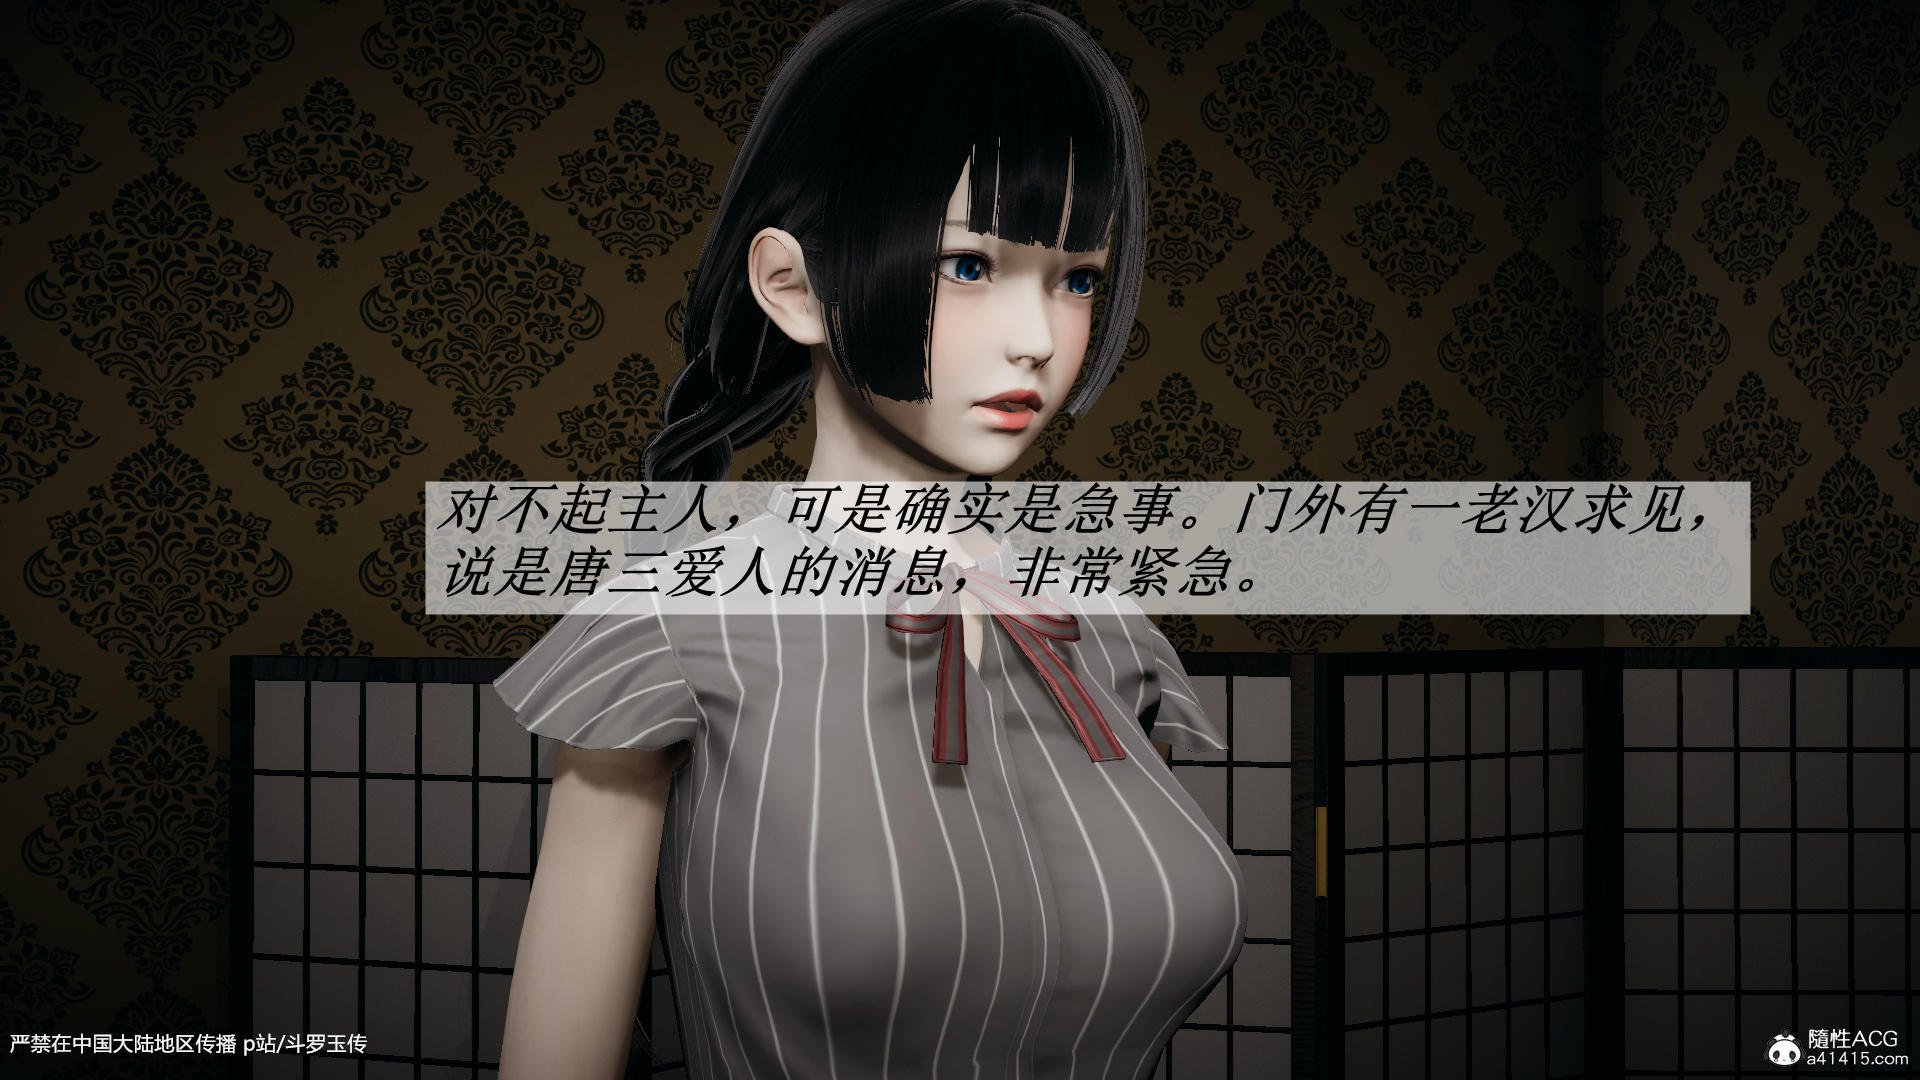 对不起主人，可是确实是急事。门外有一老汉求见，
说是唐三爱人的消息，非常紧急。
严禁在中国大陆地区传播 p站/斗罗玉传
隨性ACG
a41415.com